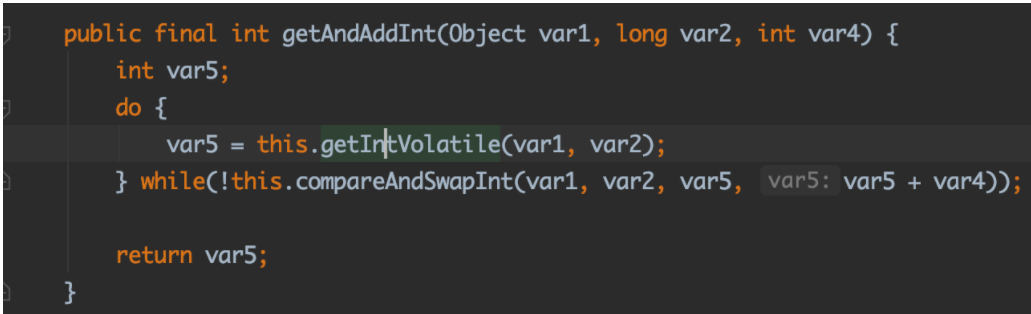 public final int getAndAddInt(Object var1, long var2, int var4) {
int var5;
do {
var5 = this.getIntVolatile(var1, var2);
} while(!this.compareAndSwapInt(var1, var2, var5, var5: var5 + var4));
return var5;
}